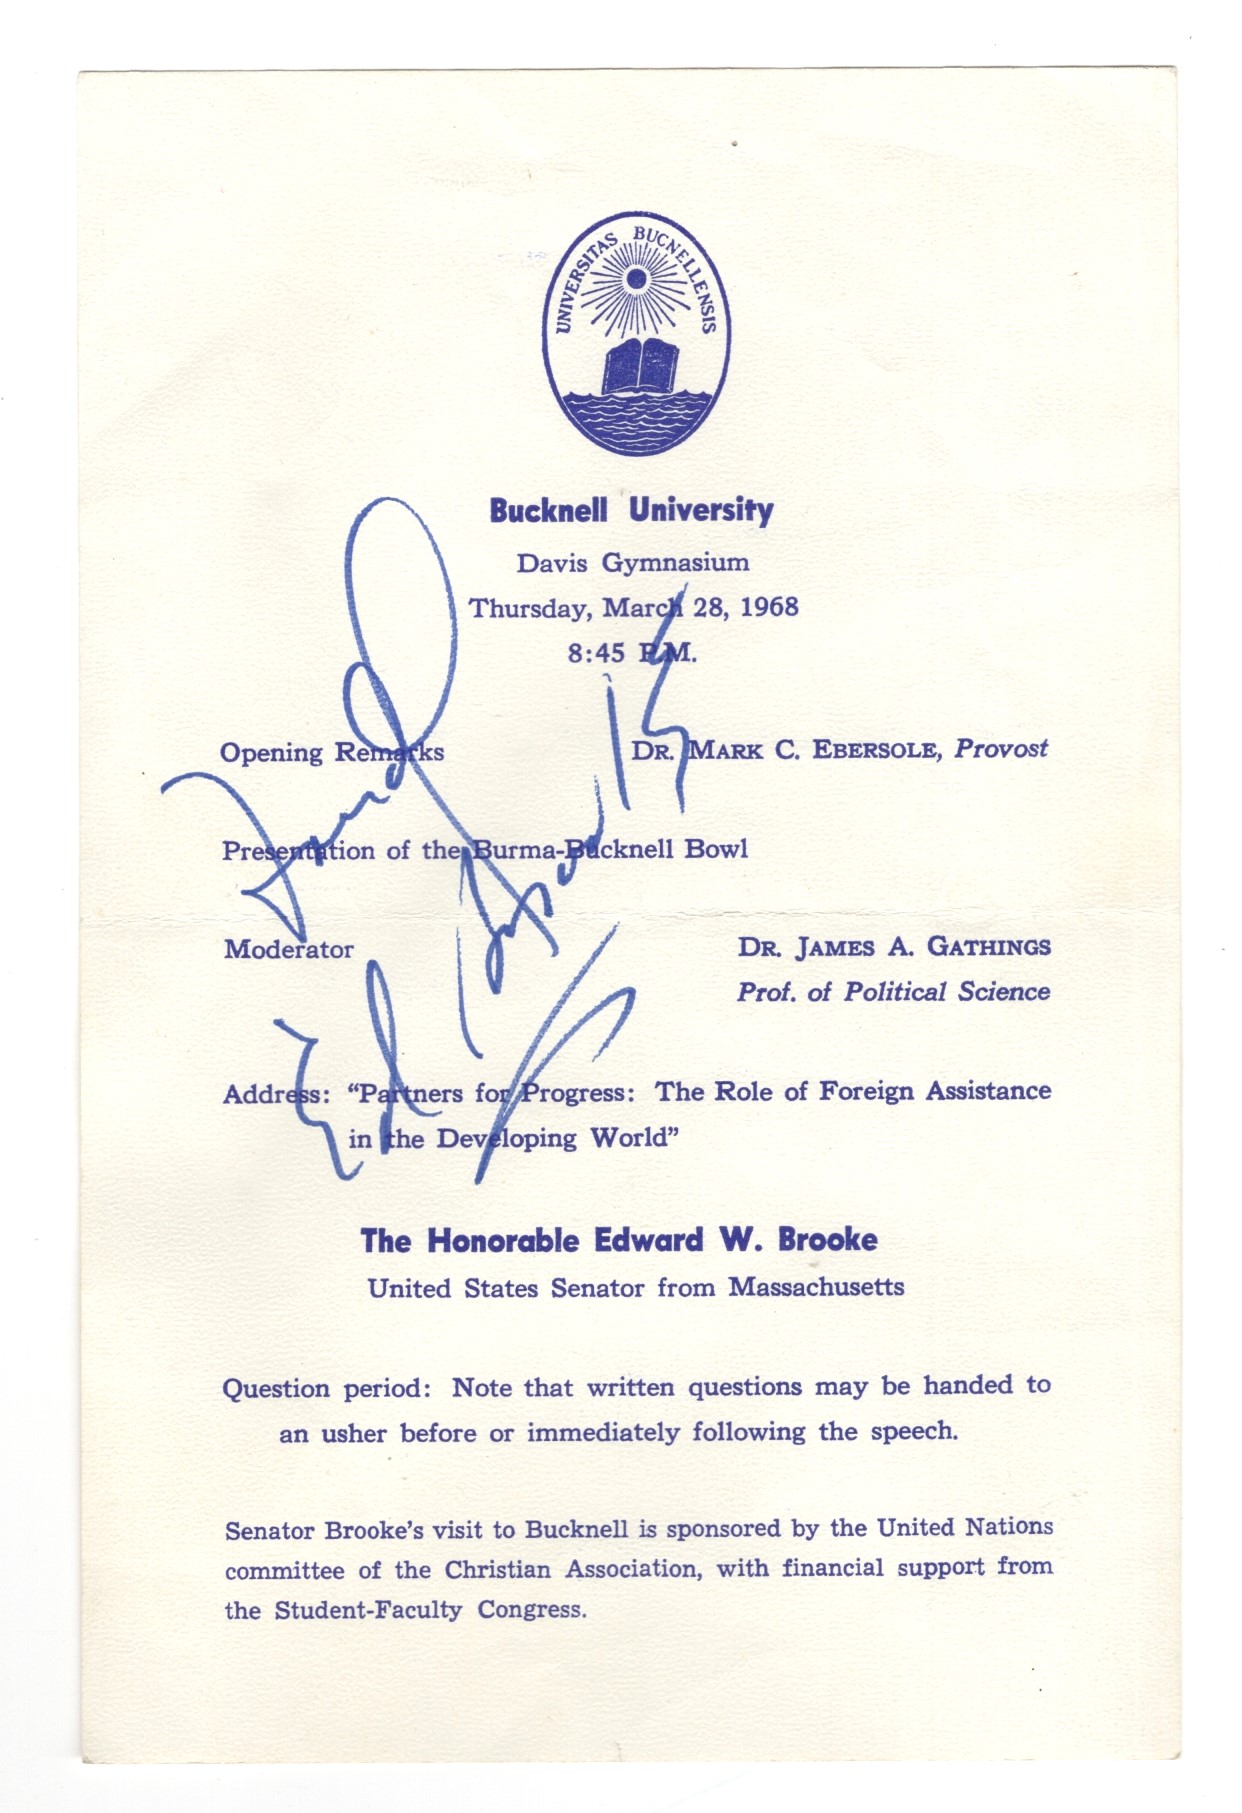 UNIVERSITAS BUCNELLENSIS
Bucknell University
Davis Gymnasium
Thursday, March 28, 1968
8:45 P.M.
Opening Remarks DR. MARK C. EBERSOLE, Provost
Presentation of the Burma-Bucknell Bowl
Moderator DR. JAMES A. GATHINGS
Prof. of Political Science
Address: “Partners for Progress: The Role of Foreign Assistance
in the Developing World”
The Honorable Edward W. Brooke
United States Senator from Massachusetts
Question period: Note that written questions may be handed to
an usher before or immediately following the speech.
Senator Brooke’s visit to Bucknell is sponsored by the United Nations
committee of the Christian Association, with financial support from
the Student-Faculty Congress.